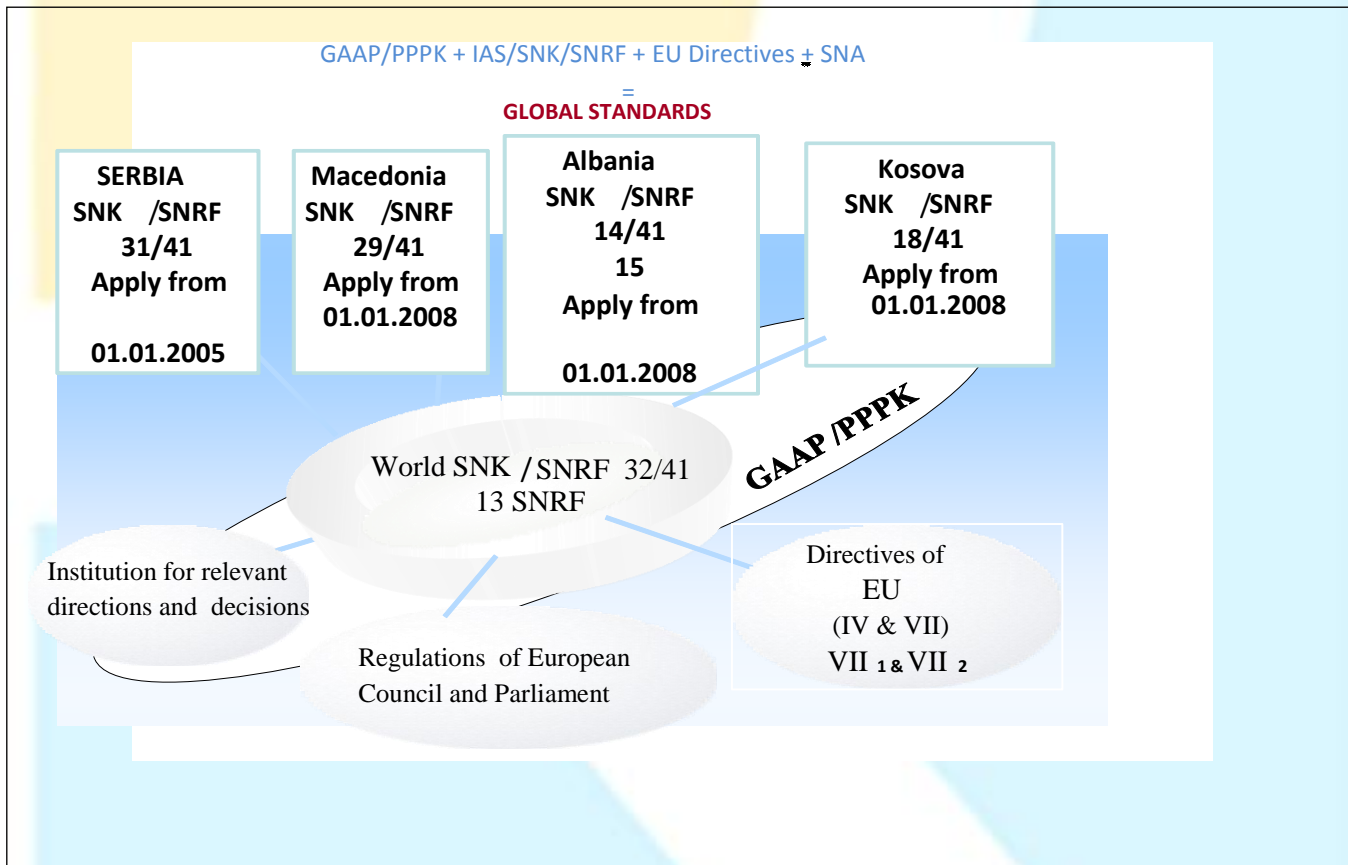 GAAP/PPPK + IAS/SNK/SNRF + EU Directives + SNA
=
GLOBAL STANDARDS
SERBIA
SNK /SNRF
31/41
Apply from
01.01.2005
Macedonia
SNK /SNRF
29/41
Apply from
01.01.2008
Albania
SNK /SNRF
14/41
15
Apply from
01.01.2008
Kosova
SNK /SNRF
18/41
Apply from
01.01.2008
GAAP /PPPK
World SNK / SNRF 32/41
13 SNRF
Institution for relevant
directions and decisions
Regulations of European
Council and Parliament
Directives of
EU
(IV & VII)
VII 1 & VII 2